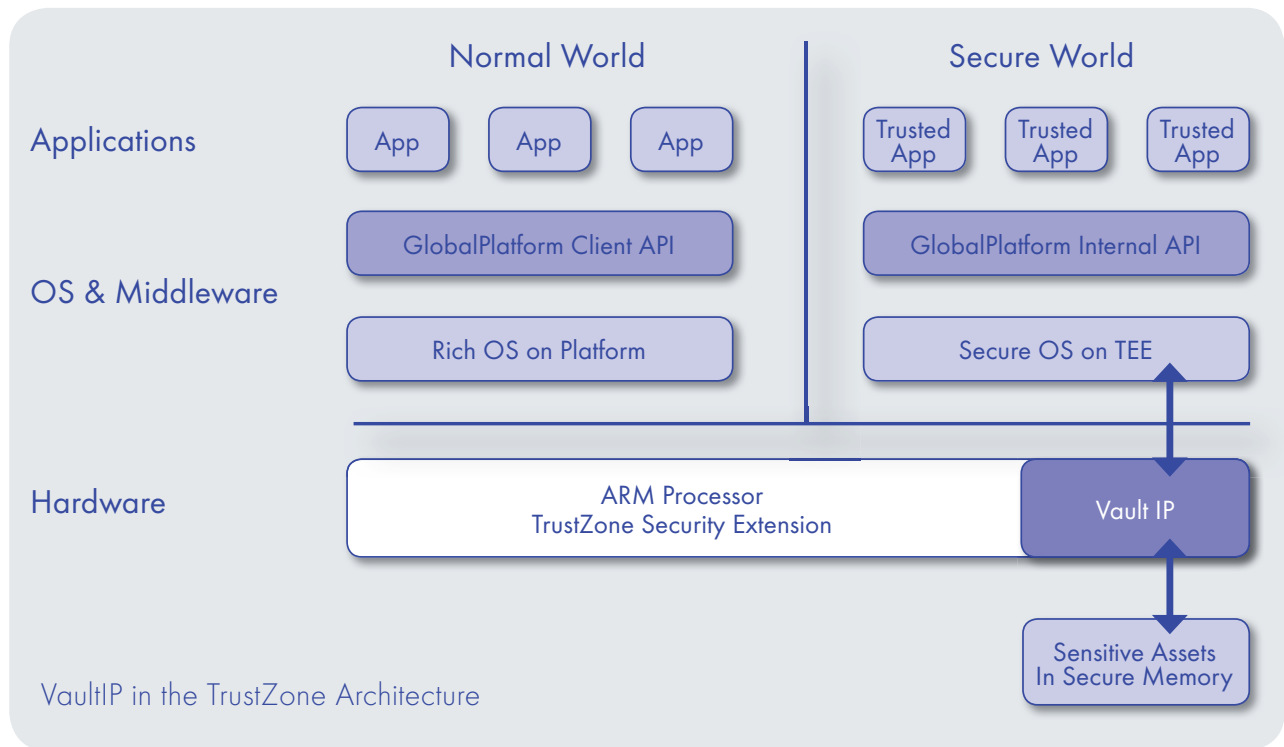 Normal World
Secure World
Applications
App
App
App
Trusted
App
Trusted
App
Trusted
App
OS & Middleware
GlobalPlatform Client API
GlobalPlatform Internal API
Rich OS on Platform
Secure OS on TEE
Hardware
ARM Processor
TrustZone Security Extension
Vault IP
Sensitive Assets
In Secure Memory
VaultIP in the TrustZone Architecture